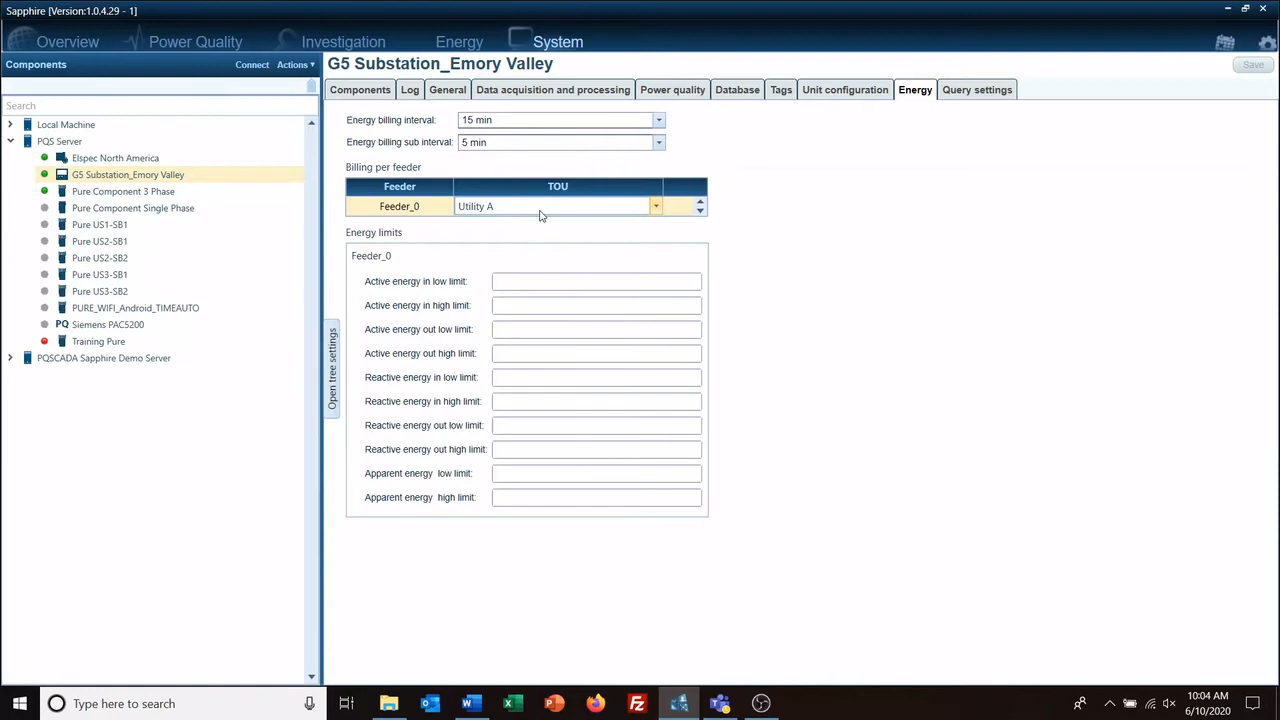 Sapphire [Version:1.0.4.29 - 1]
Overview Power Quality Investigation Energy System
Components Connect Actions
G5 Substation_Emory Valley
Save
Components Log General Data acquisition and processing Power quality Database Tags Unit configuration Energy Query settings
Search
Local Machine
PQS Server
Elspec North America
G5 Substation_Emory Valley
Pure Component 3 Phase
Pure Component Single Phase
Pure US1-SB1
Pure US2-SB1
Pure US2-SB2
Pure US3-SB1
Pure US3-SB2
PURE_WIFI_Android_TIMEAUTO
PQ Siemens PAC5200
Training Pure
PQSCADA Sapphire Demo Server
Open tree settings
Energy billing interval: 15 min
Energy billing sub interval: 5 min
Billing per feeder
Feeder TOU
Feeder_0 Utility A
Energy limits
Feeder_0
Active energy in low limit:
Active energy in high limit:
Active energy out low limit:
Active energy out high limit:
Reactive energy in low limit:
Reactive energy in high limit:
Reactive energy out low limit:
Reactive energy out high limit:
Apparent energy low limit:
Apparent energy high limit:
Type here to search
10:04 AM
6/10/2020